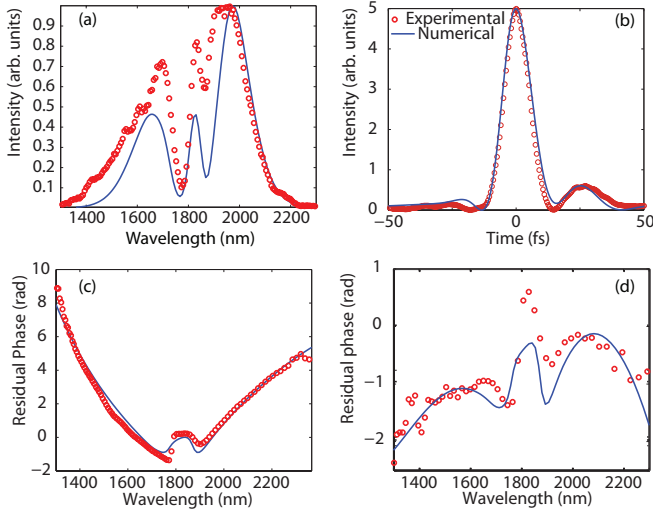 (a)
Intensity (arb. units)
0.9
0.8
0.7
0.6
0.5
0.4
0.3
0.2
0.1
1400 1600 1800 2000 2200
Wavelength (nm)
(b)
Experimental
Numerical
Intensity (arb. units)
5
4
3
2
1
0
−50 −25 0 25 50
Time (fs)
(c)
Residual Phase (rad)
10
8
6
4
2
0
−2
1400 1600 1800 2000 2200
Wavelength (nm)
(d)
Residual phase (rad)
1
0
−1
−2
1400 1600 1800 2000 2200
Wavelength (nm)